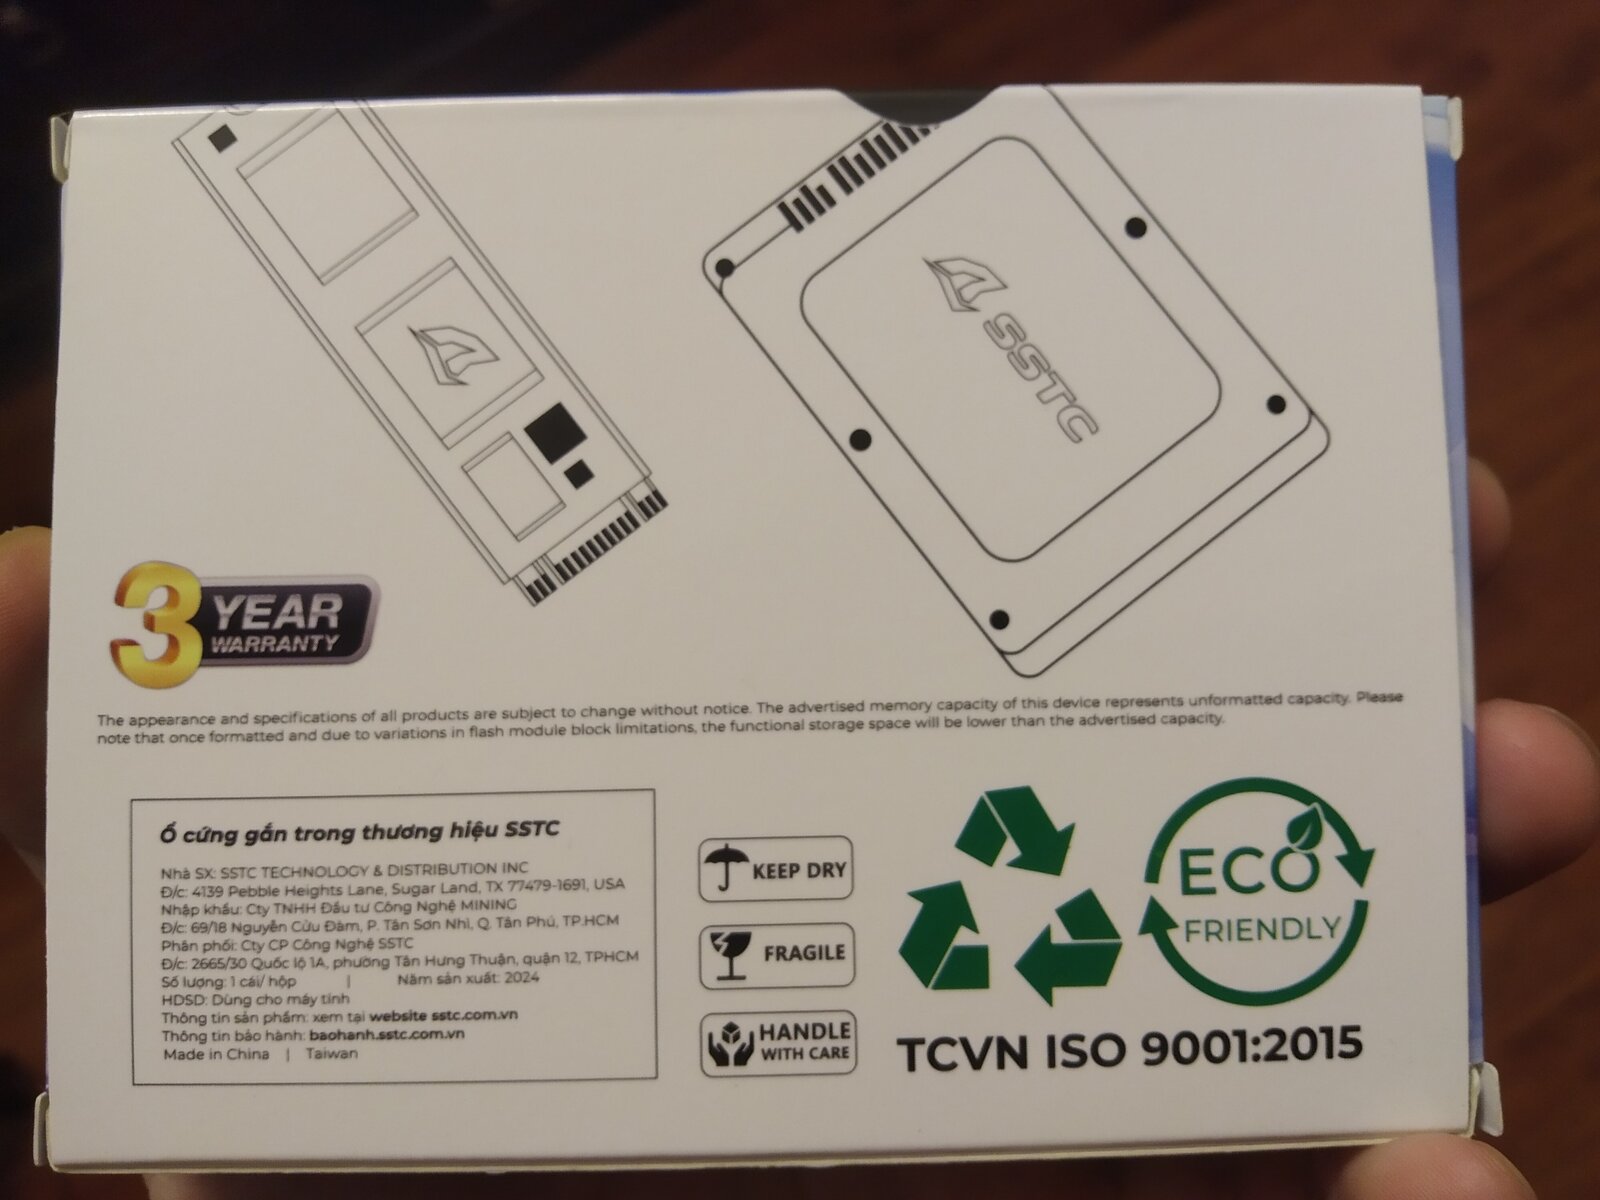 SSTC
3 YEAR
WARRANTY
The appearance and specifications of all products are subject to change without notice. The advertised memory capacity of this device represents unformatted capacity. Please
note that once formatted and due to variations in flash module block limitations, the functional storage space will be lower than the advertised capacity.
Ổ cứng gắn trong thương hiệu SSTC
Nhà SX: SSTC TECHNOLOGY & DISTRIBUTION INC
Đ/c: 4139 Pebble Heights Lane, Sugar Land, TX 77479-1691, USA
Nhập khẩu: Cty TNHH Đầu tư Công Nghệ MINING
Đ/c: 69/18 Nguyễn Cửu Đàm, P. Tân Sơn Nhì, Q. Tân Phú, TP.HCM
Phân phối: Cty CP Công Nghệ SSTC
Đ/c: 2665/30 Quốc lộ 1A, phường Tân Hưng Thuận, quận 12, TPHCM
Số lượng: 1 cái/ hộp | Năm sản xuất: 2024
HDSD: Dùng cho máy tính
Thông tin sản phẩm: xem tại website sstc.com.vn
Thông tin bảo hành: baohanh.sstc.com.vn
Made in China | Taiwan
KEEP DRY
FRAGILE
HANDLE
WITH CARE
ECO
FRIENDLY
TCVN ISO 9001:2015